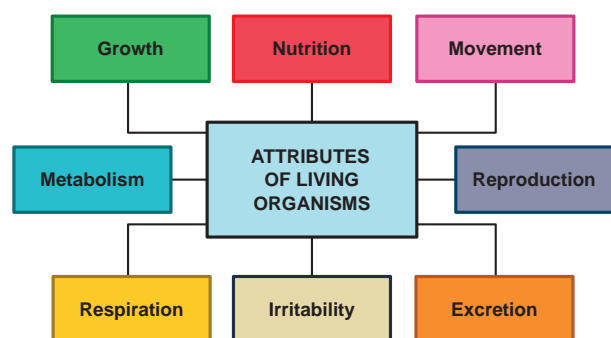 Growth
Nutrition
Movement
Metabolism
ATTRIBUTES
OF LIVING
ORGANISMS
Reproduction
Respiration
Irritability
Excretion